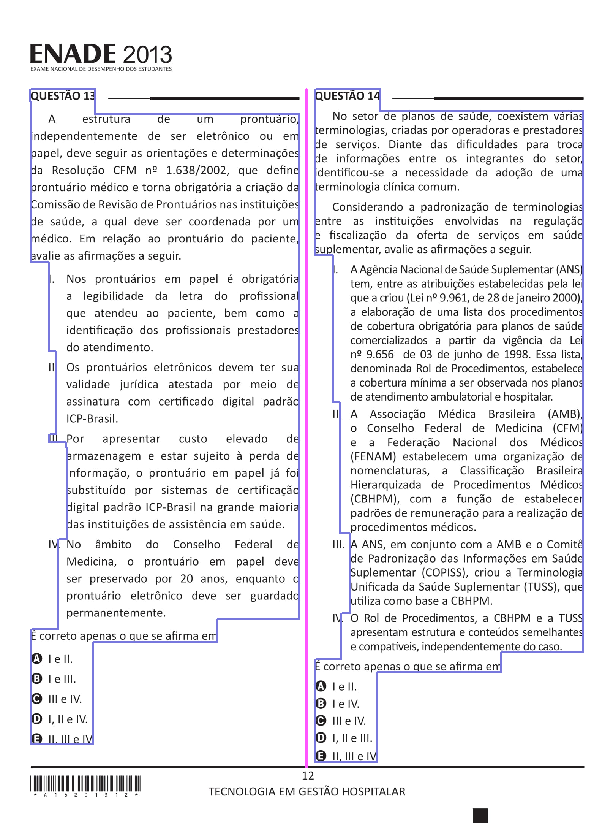 ENADE 2013
EXAME NACIONAL DE DESEMPENHO DOS ESTUDANTES
QUESTÃO 13
A estrutura de um prontuário,
independentemente de ser eletrônico ou em
papel, deve seguir as orientações e determinações
da Resolução CFM nº 1.638/2002, que define
prontuário médico e torna obrigatória a criação da
Comissão de Revisão de Prontuários nas instituições
de saúde, a qual deve ser coordenada por um
médico. Em relação ao prontuário do paciente,
avalie as afirmações a seguir.
I. Nos prontuários em papel é obrigatória
a legibilidade da letra do profissional
que atendeu ao paciente, bem como a
identificação dos profissionais prestadores
do atendimento.
II. Os prontuários eletrônicos devem ter sua
validade jurídica atestada por meio de
assinatura com certificado digital padrão
ICP-Brasil.
III. Por apresentar custo elevado de
armazenagem e estar sujeito à perda de
informação, o prontuário em papel já foi
substituído por sistemas de certificação
digital padrão ICP-Brasil na grande maioria
das instituições de assistência em saúde.
IV. No âmbito do Conselho Federal de
Medicina, o prontuário em papel deve
ser preservado por 20 anos, enquanto o
prontuário eletrônico deve ser guardado
permanentemente.
É correto apenas o que se afirma em
A I e II.
B I e III.
C III e IV.
D I, II e IV.
E II, III e IV.
QUESTÃO 14
No setor de planos de saúde, coexistem várias
terminologias, criadas por operadoras e prestadores
de serviços. Diante das dificuldades para troca
de informações entre os integrantes do setor,
identificou-se a necessidade da adoção de uma
terminologia clínica comum.
Considerando a padronização de terminologias
entre as instituições envolvidas na regulação
e fiscalização da oferta de serviços em saúde
suplementar, avalie as afirmações a seguir.
I. A Agência Nacional de Saúde Suplementar (ANS)
tem, entre as atribuições estabelecidas pela lei
que a criou (Lei nº 9.961, de 28 de janeiro 2000),
a elaboração de uma lista dos procedimentos
de cobertura obrigatória para planos de saúde
comercializados a partir da vigência da Lei
nº 9.656 de 03 de junho de 1998. Essa lista,
denominada Rol de Procedimentos, estabelece
a cobertura mínima a ser observada nos planos
de atendimento ambulatorial e hospitalar.
II. A Associação Médica Brasileira (AMB),
o Conselho Federal de Medicina (CFM)
e a Federação Nacional dos Médicos
(FENAM) estabelecem uma organização de
nomenclaturas, a Classificação Brasileira
Hierarquizada de Procedimentos Médicos
(CBHPM), com a função de estabelecer
padrões de remuneração para a realização de
procedimentos médicos.
III. A ANS, em conjunto com a AMB e o Comitê
de Padronização das Informações em Saúde
Suplementar (COPISS), criou a Terminologia
Unificada da Saúde Suplementar (TUSS), que
utiliza como base a CBHPM.
IV. O Rol de Procedimentos, a CBHPM e a TUSS
apresentam estrutura e conteúdos semelhantes
e compatíveis, independentemente do caso.
É correto apenas o que se afirma em
A I e II.
B I e IV.
C III e IV.
D I, II e III.
E II, III e IV.
12
TECNOLOGIA EM GESTÃO HOSPITALAR